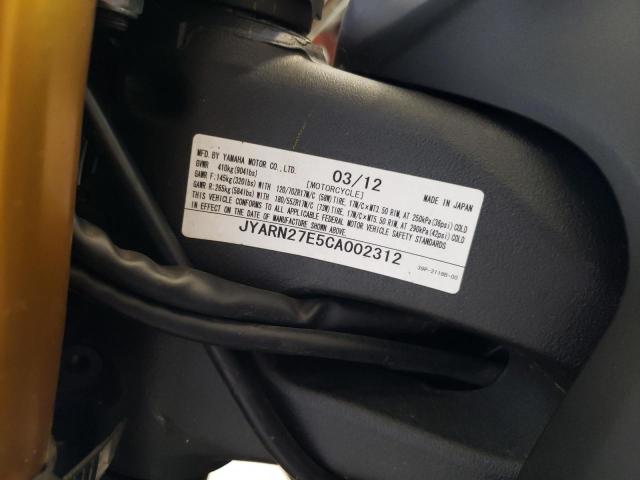 MFD. BY YAMAHA MOTOR CO., LTD.
03/12
GVWR 410kg(904lbs)
[MOTORCYCLE]
MADE IN JAPAN
GAWR F:145kg(320lbs) WITH 120/70ZR17M/C (58W) TIRE, 17M/C×MT3.50 RIM, AT 250kPa(36psi) COLD
GAWR R:265kg(584lbs) WITH 180/55ZR17M/C (73W) TIRE, 17M/C×MT5.50 RIM, AT 290kPa(42psi) COLD
THIS VEHICLE CONFORMS TO ALL APPLICABLE FEDERAL MOTOR VEHICLE SAFETY STANDARDS
IN EFFECT ON THE DATE OF MANUFACTURE SHOWN ABOVE.
JYARN27E5CA002312
39P-2118B-00